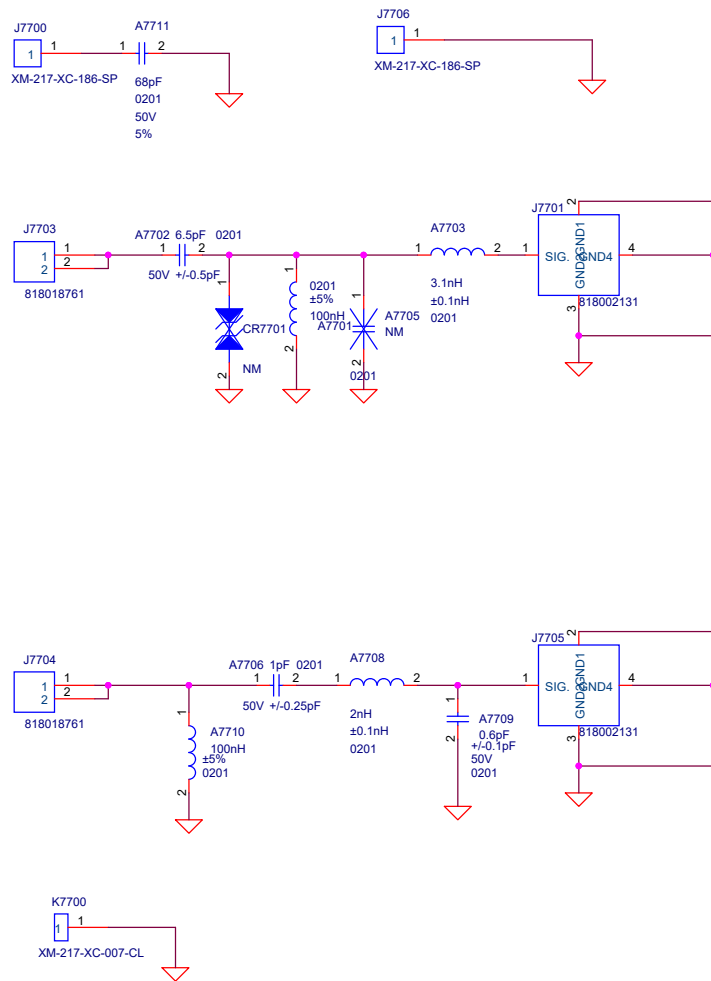 J7700
1
1
A7711
1
2
XM-217-XC-186-SP
68pF
0201
50V
5%
J7706
1
1
XM-217-XC-186-SP
J7703
1
2
1
2
818018761
A7702 6.5pF 0201
1
2
50V +/-0.5pF
1
CR7701
2
NM
1
0201
±5%
100nH
A7701
2
1
A7705
NM
2
0201
A7703
1
2
3.1nH
±0.1nH
0201
J7701
2
1
SIG.
GND1
GND3
GND4
4
3
818002131
J7704
1
2
1
2
818018761
1
A7710
100nH
±5%
0201
2
A7706 1pF 0201
1
2
50V +/-0.25pF
A7708
1
2
2nH
±0.1nH
0201
1
A7709
0.6pF
+/-0.1pF
50V
0201
2
J7705
2
1
SIG.
GND1
GND3
GND4
4
3
818002131
K7700
1
1
XM-217-XC-007-CL